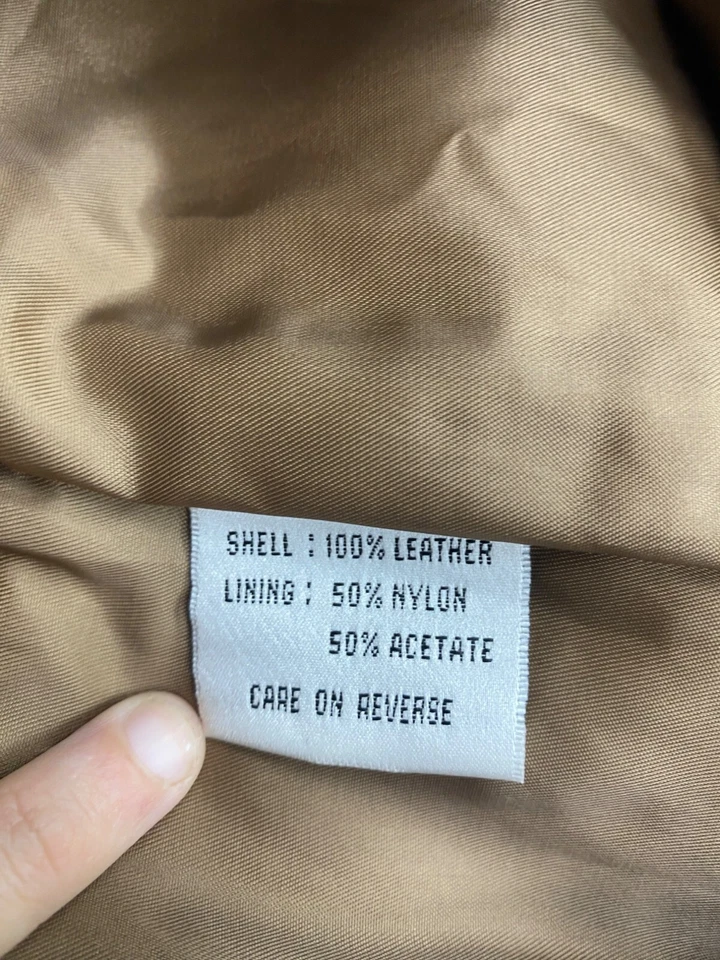 SHELL : 100% LEATHER
LINING : 50% NYLON
50% ACETATE
CARE ON REVERSE